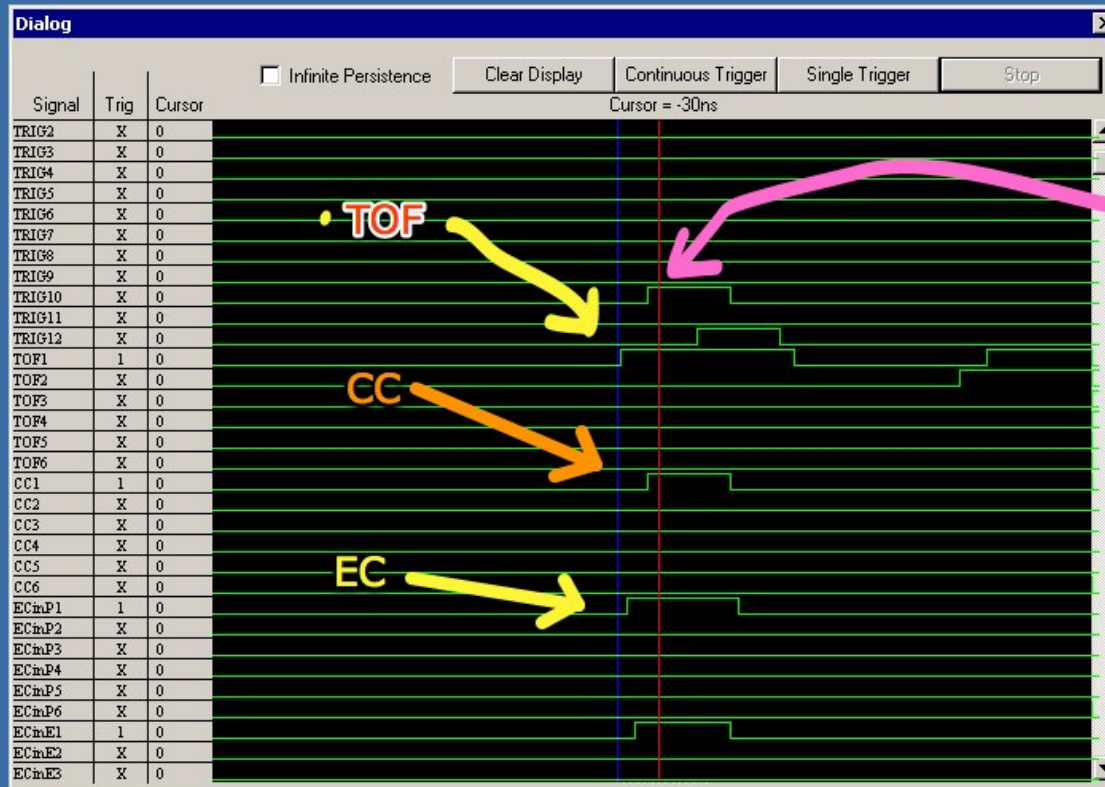 Dialog
Infinite Persistence Clear Display Continuous Trigger Single Trigger Stop
Signal Trig Cursor Cursor = -30ns
TRIG2 X 0
TRIG3 X 0
TRIG4 X 0
TRIG5 X 0
TRIG6 X 0
TOF
TRIG7 X 0
TRIG8 X 0
TRIG9 X 0
TRIG10 X 0
TRIG11 X 0
TRIG12 X 0
TOF1 1 0
TOF2 X 0
CC
TOF3 X 0
TOF4 X 0
TOF5 X 0
TOF6 X 0
CC1 1 0
CC2 X 0
CC3 X 0
CC4 X 0
CC5 X 0
EC
CC6 X 0
ECinP1 1 0
ECinP2 X 0
ECinP3 X 0
ECinP4 X 0
ECinP5 X 0
ECinP6 X 0
ECinE1 1 0
ECinE2 X 0
ECinE3 X 0